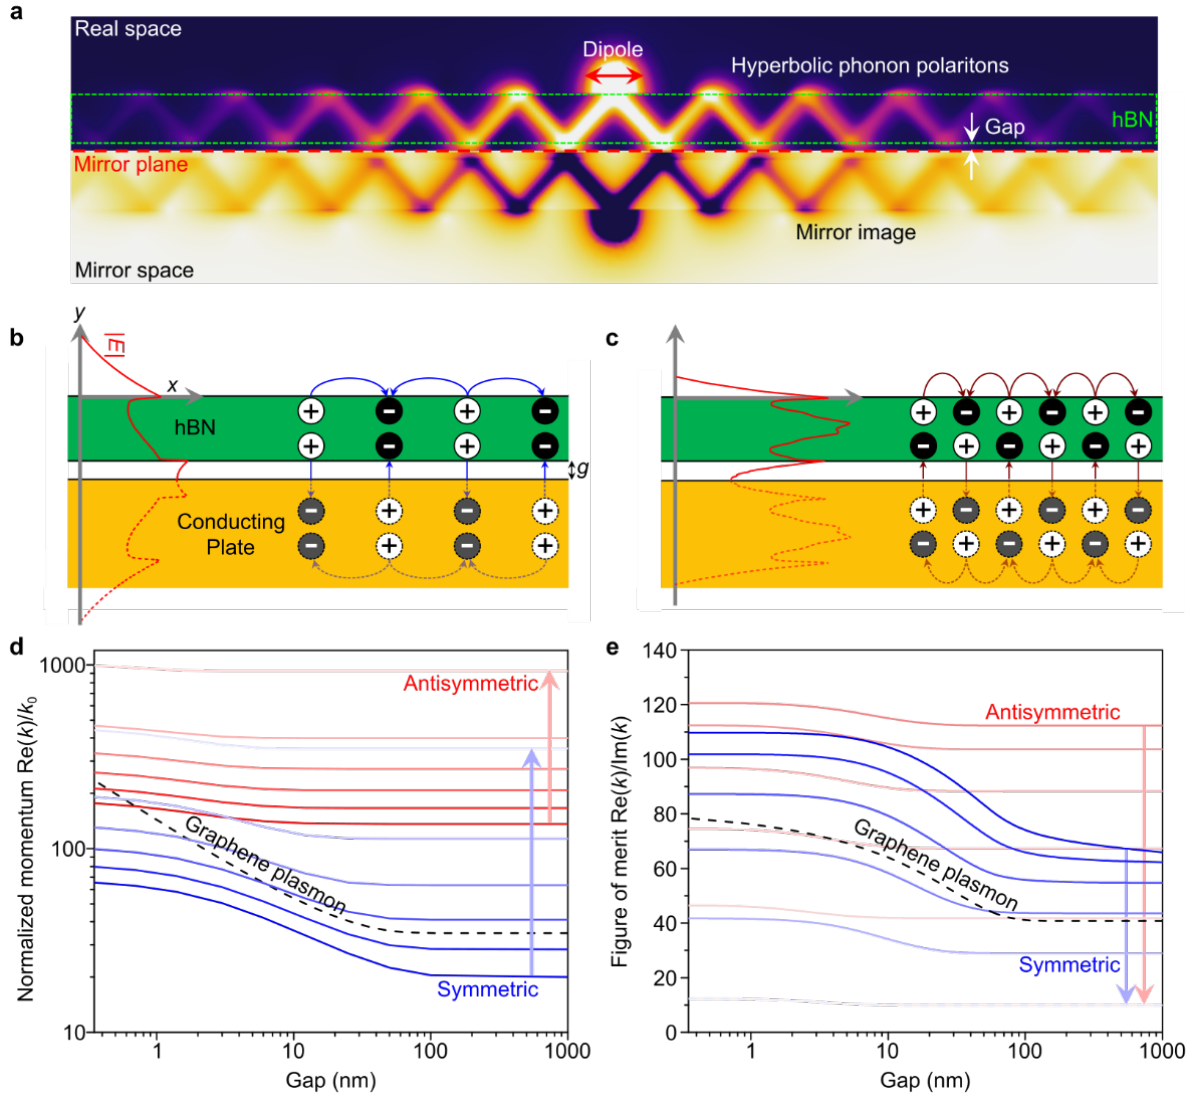 a
Real space
Dipole
Hyperbolic phonon polaritons
hBN
Gap
Mirror plane
Mirror image
Mirror space
b
y
|E|
x
hBN
g
Conducting
Plate
+ − + −
+ − + −
− + − +
− + − +
c
+ − + − + −
− + − + − +
+ − + − + −
− + − + − +
d
Normalized momentum Re(k)/k0
1000
100
10
Antisymmetric
Graphene plasmon
Symmetric
1 10 100 1000
Gap (nm)
e
Figure of merit Re(k)/Im(k)
140
120
100
80
60
40
20
0
Antisymmetric
Graphene plasmon
Symmetric
1 10 100 1000
Gap (nm)